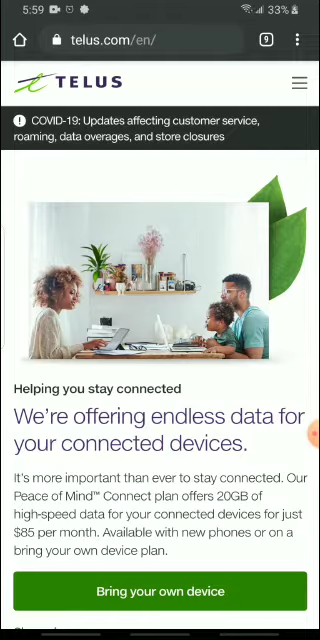 5:59
33%
telus.com/en/
9
TELUS
COVID-19: Updates affecting customer service,
roaming, data overages, and store closures
Helping you stay connected
We're offering endless data for
your connected devices.
It's more important than ever to stay connected. Our
Peace of Mind™ Connect plan offers 20GB of
high-speed data for your connected devices for just
$85 per month. Available with new phones or on a
bring your own device plan.
Bring your own device